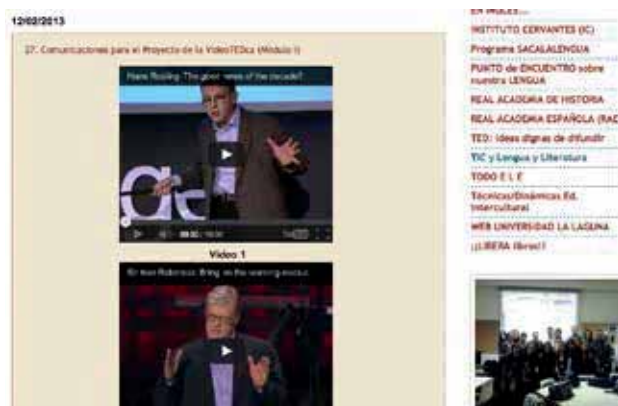 12/02/2013
27. Comunicaciones para el Proyecto de la VideoTEDca (Módulo I)
Hans Rosling: The good news of the decade?
Video 1
Sir Ken Robinson: Bring on the learning revolution
EN INGLÉS...
INSTITUTO CERVANTES (IC)
Programa SACALALENGUA
PUNTO de ENCUENTRO sobre
nuestra LENGUA
REAL ACADEMIA DE HISTORIA
REAL ACADEMIA ESPAÑOLA (RAE
TED: Ideas dignas de difundir
TIC y Lengua y Literatura
TODO E L E
Técnicas/Dinámicas Ed.
Intercultural
WEB UNIVERSIDAD LA LAGUNA
¡¡LIBERA libros!!